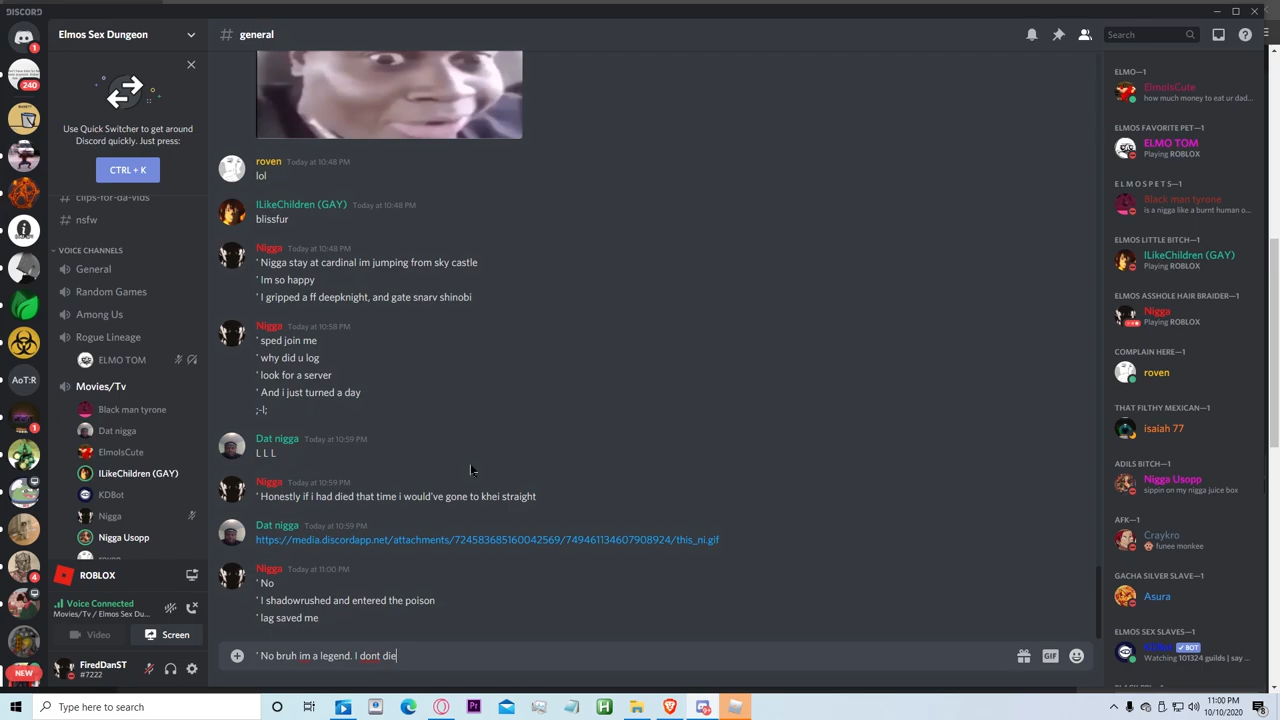 DISCORD
Elmos Sex Dungeon
general
Search
1
240
Use Quick Switcher to get around
Discord quickly. Just press:
CTRL + K
clips-for-da-vids
nsfw
VOICE CHANNELS
General
Random Games
Among Us
Rogue Lineage
ELMO TOM
Movies/Tv
Black man tyrone
Dat nigga
ElmoIsCute
ILikeChildren (GAY)
KDBot
Nigga
Nigga Usopp
AoT:R
1
4
NEW
ROBLOX
Voice Connected
Movies/Tv / Elmos Sex Du...
Video
Screen
FiredDanST
#7222
roven Today at 10:48 PM
lol
ILikeChildren (GAY) Today at 10:48 PM
blissfur
Nigga Today at 10:48 PM
' Nigga stay at cardinal im jumping from sky castle
' Im so happy
' I gripped a ff deepknight, and gate snarv shinobi
Nigga Today at 10:58 PM
' sped join me
' why did u log
' look for a server
' And i just turned a day
;-l;
Dat nigga Today at 10:59 PM
L L L
Nigga Today at 10:59 PM
' Honestly if i had died that time i would've gone to khei straight
Dat nigga Today at 10:59 PM
https://media.discordapp.net/attachments/724583685160042569/749461134607908924/this_ni.gif
Nigga Today at 11:00 PM
' No
' I shadowrushed and entered the poison
' lag saved me
' No bruh im a legend. I dont die
GIF
ELMO—1
ElmoIsCute
how much money to eat ur dad...
ELMOS FAVORITE PET—1
ELMO TOM
Playing ROBLOX
E L M O S P E T S—1
Black man tyrone
is a nigga like a burnt human o...
ELMOS LITTLE BITCH—1
ILikeChildren (GAY)
Playing ROBLOX
ELMOS ASSHOLE HAIR BRAIDER—1
Nigga
Playing ROBLOX
COMPLAIN HERE—1
roven
THAT FILTHY MEXICAN—1
isaiah 77
ADILS BITCH—1
Nigga Usopp
sippin on my nigga juice box
AFK—1
Craykro
funee monkee
GACHA SILVER SLAVE—1
Asura
ELMOS SEX SLAVES—1
BOT
Watching 101324 guilds | say ...
Type here to search
11:00 PM
10/10/2020
8